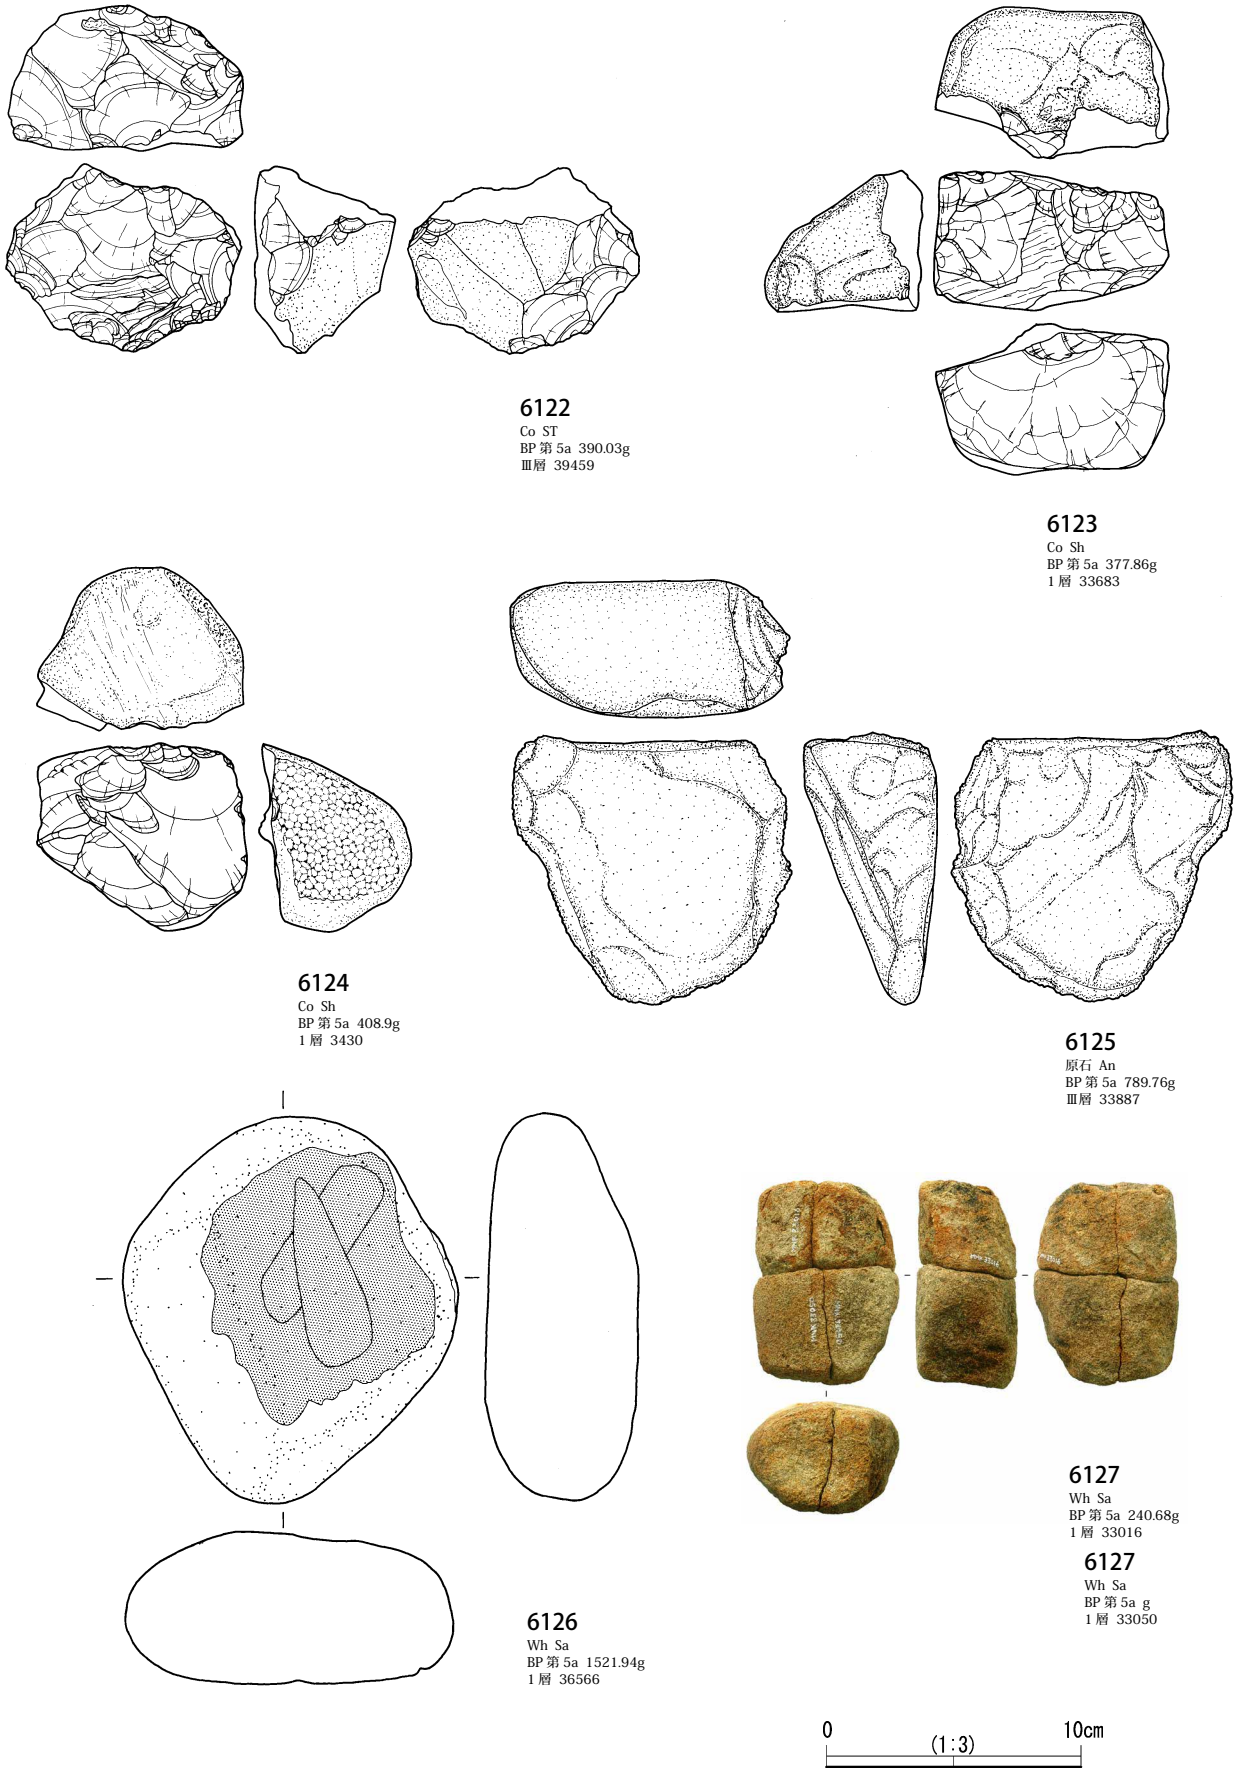 6122
Co ST
BP 第 5a 390.03g
Ⅲ層 39459
6123
Co Sh
BP 第 5a 377.86g
1 層 33683
6124
Co Sh
BP 第 5a 408.9g
1 層 3430
6125
原石 An
BP 第 5a 789.76g
Ⅲ層 33887
6126
Wh Sa
BP 第 5a 1521.94g
1 層 36566
6127
Wh Sa
BP 第 5a 240.68g
1 層 33016
6127
Wh Sa
BP 第 5a g
1 層 33050
0 10cm
(1:3)